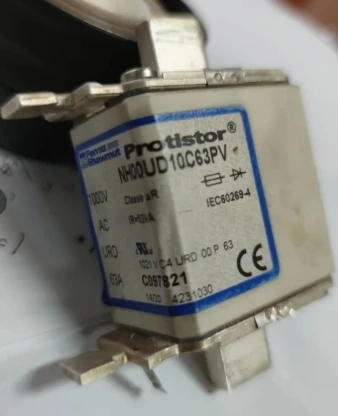 Ferraz Shawmut
Protistor®
NH00UD10C63PV
1000V
Classe aR
AC
IEC60269-4
URD
1021 V C4 URD 00 P 63
63A
C097821
CE
1400 4231030